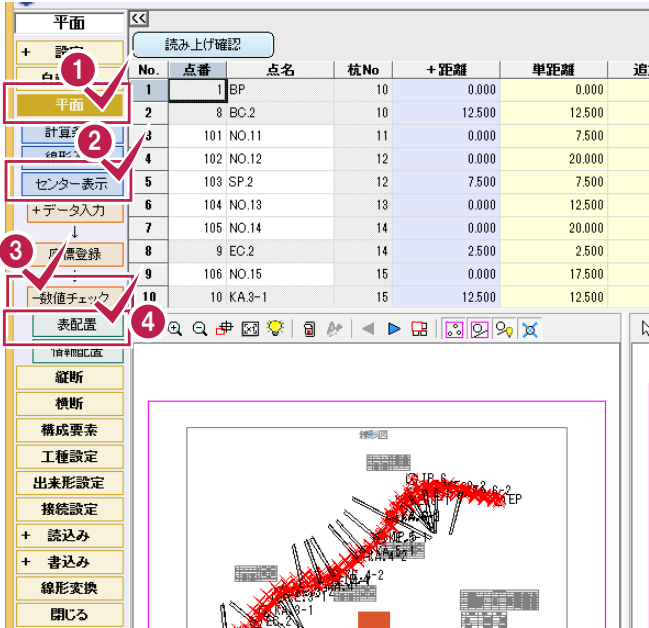 平面
<<
読み上げ確認
+ 設定
1
平面
計算
2
センター表示
+データ入力
↓
3
座標登録
↓
-数値チェック
4
表配置
縦断
横断
構成要素
工種設定
出来形設定
接続設定
+ 読込み
+ 書込み
線形変換
閉じる
No. 点番 点名 杭No +距離 単距離 追
1 1 BP 10 0.000 0.000
2 8 BC.2 10 12.500 12.500
3 101 NO.11 11 0.000 7.500
4 102 NO.12 12 0.000 20.000
5 103 SP.2 12 7.500 7.500
6 104 NO.13 13 0.000 12.500
7 105 NO.14 14 0.000 20.000
8 9 EC.2 14 2.500 2.500
9 106 NO.15 15 0.000 17.500
10 10 KA.3-1 15 12.500 12.500
線形図
EP